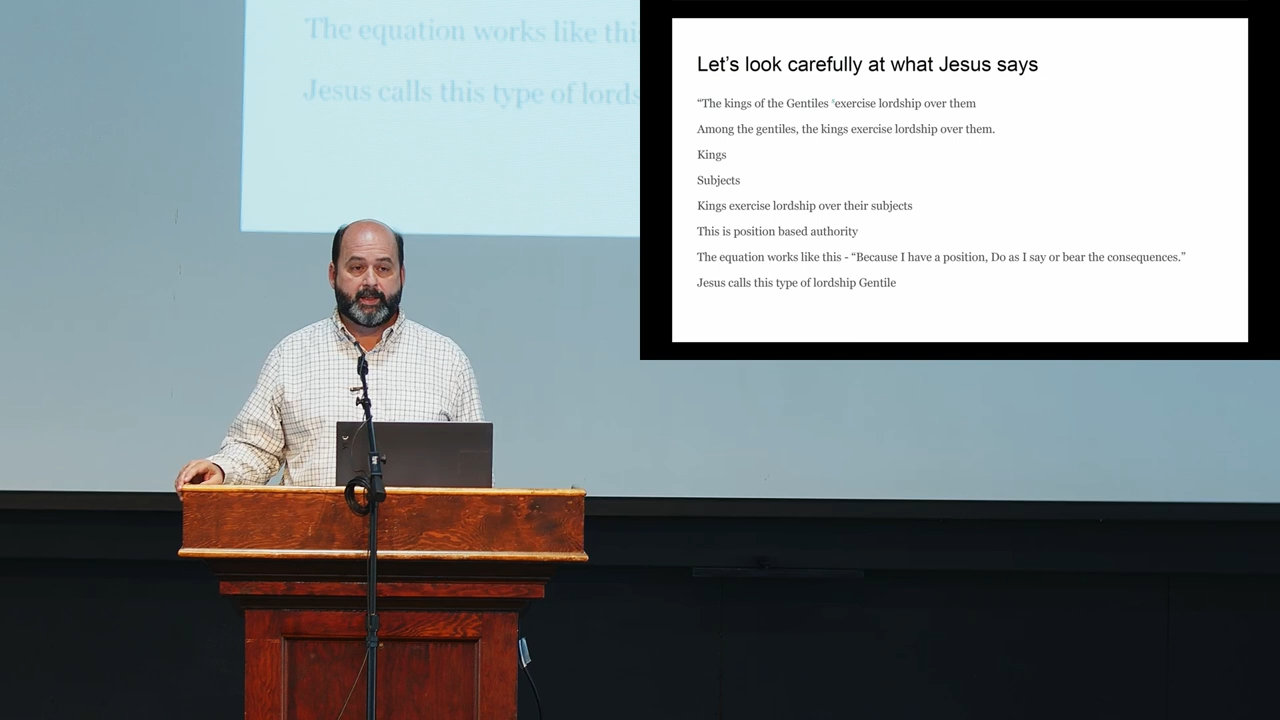 The equation works like this
Jesus calls this type of lords
Let's look carefully at what Jesus says
“The kings of the Gentiles ˣexercise lordship over them
Among the gentiles, the kings exercise lordship over them.
Kings
Subjects
Kings exercise lordship over their subjects
This is position based authority
The equation works like this - “Because I have a position, Do as I say or bear the consequences.”
Jesus calls this type of lordship Gentile